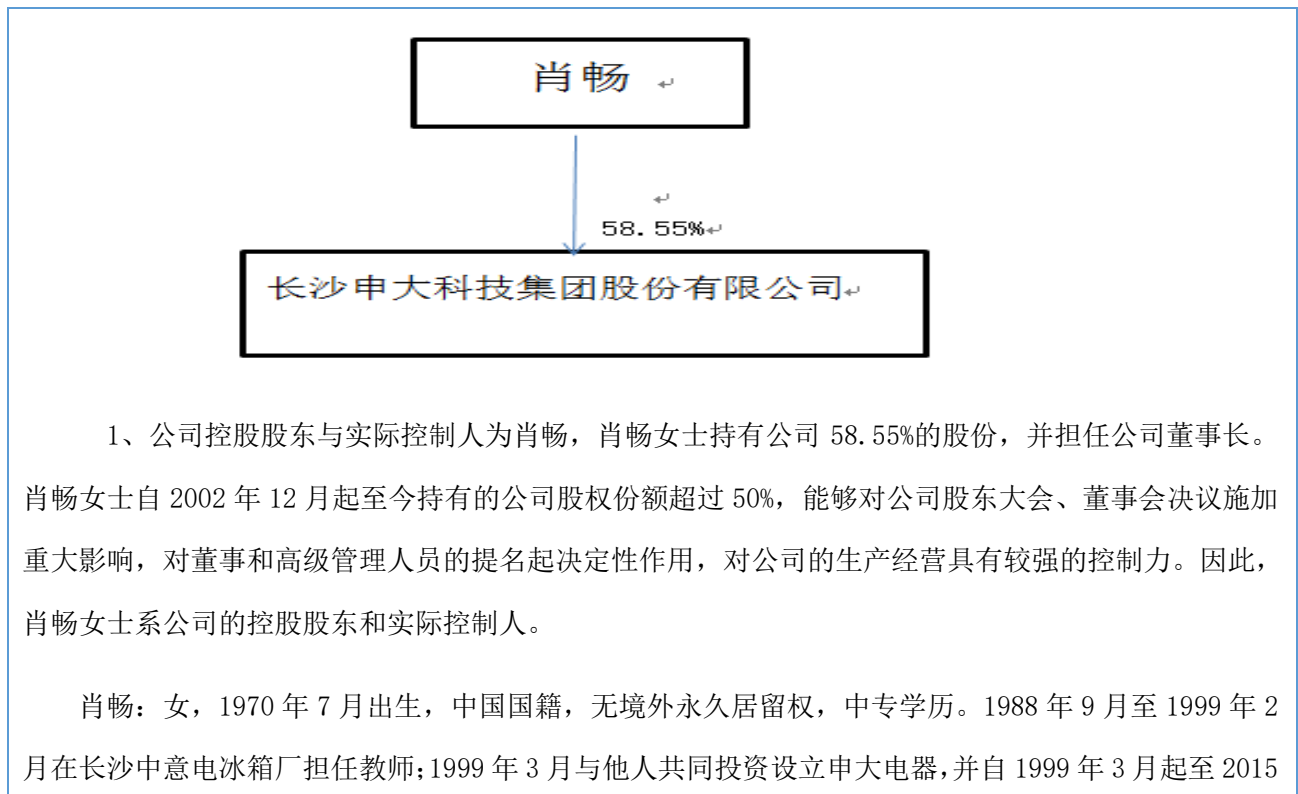 肖畅
58.55%
长沙申大科技集团股份有限公司
1、公司控股股东与实际控制人为肖畅，肖畅女士持有公司 58.55%的股份，并担任公司董事长。
肖畅女士自 2002 年 12 月起至今持有的公司股权份额超过 50%，能够对公司股东大会、董事会决议施加
重大影响，对董事和高级管理人员的提名起决定性作用，对公司的生产经营具有较强的控制力。因此，
肖畅女士系公司的控股股东和实际控制人。
肖畅：女，1970 年 7 月出生，中国国籍，无境外永久居留权，中专学历。1988 年 9 月至 1999 年 2
月在长沙中意电冰箱厂担任教师;1999 年 3 月与他人共同投资设立申大电器,并自 1999 年 3 月起至 2015